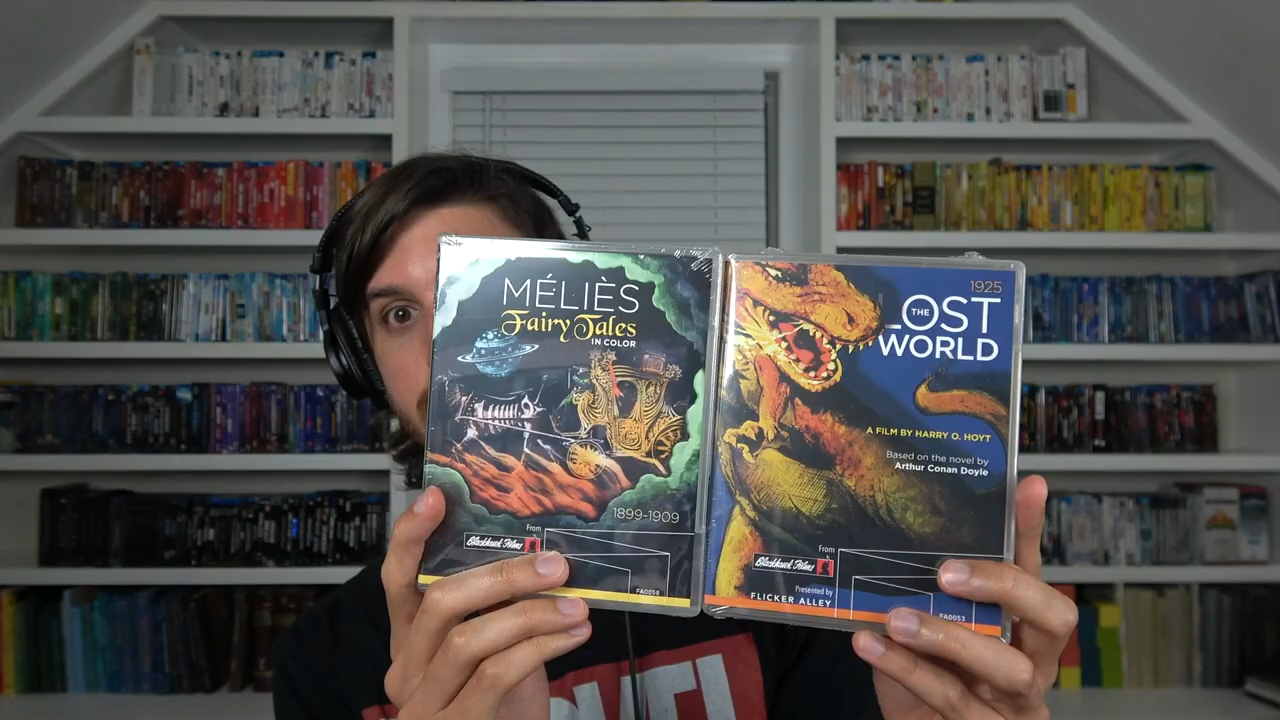 MÉLIÈS
Fairy Tales
IN COLOR
1899-1909
From
Blackhawk Films
FA0058
1925
THE
LOST
WORLD
A FILM BY HARRY O. HOYT
Based on the novel by
Arthur Conan Doyle
From
Blackhawk Films
Presented by
FLICKER ALLEY
FA0053